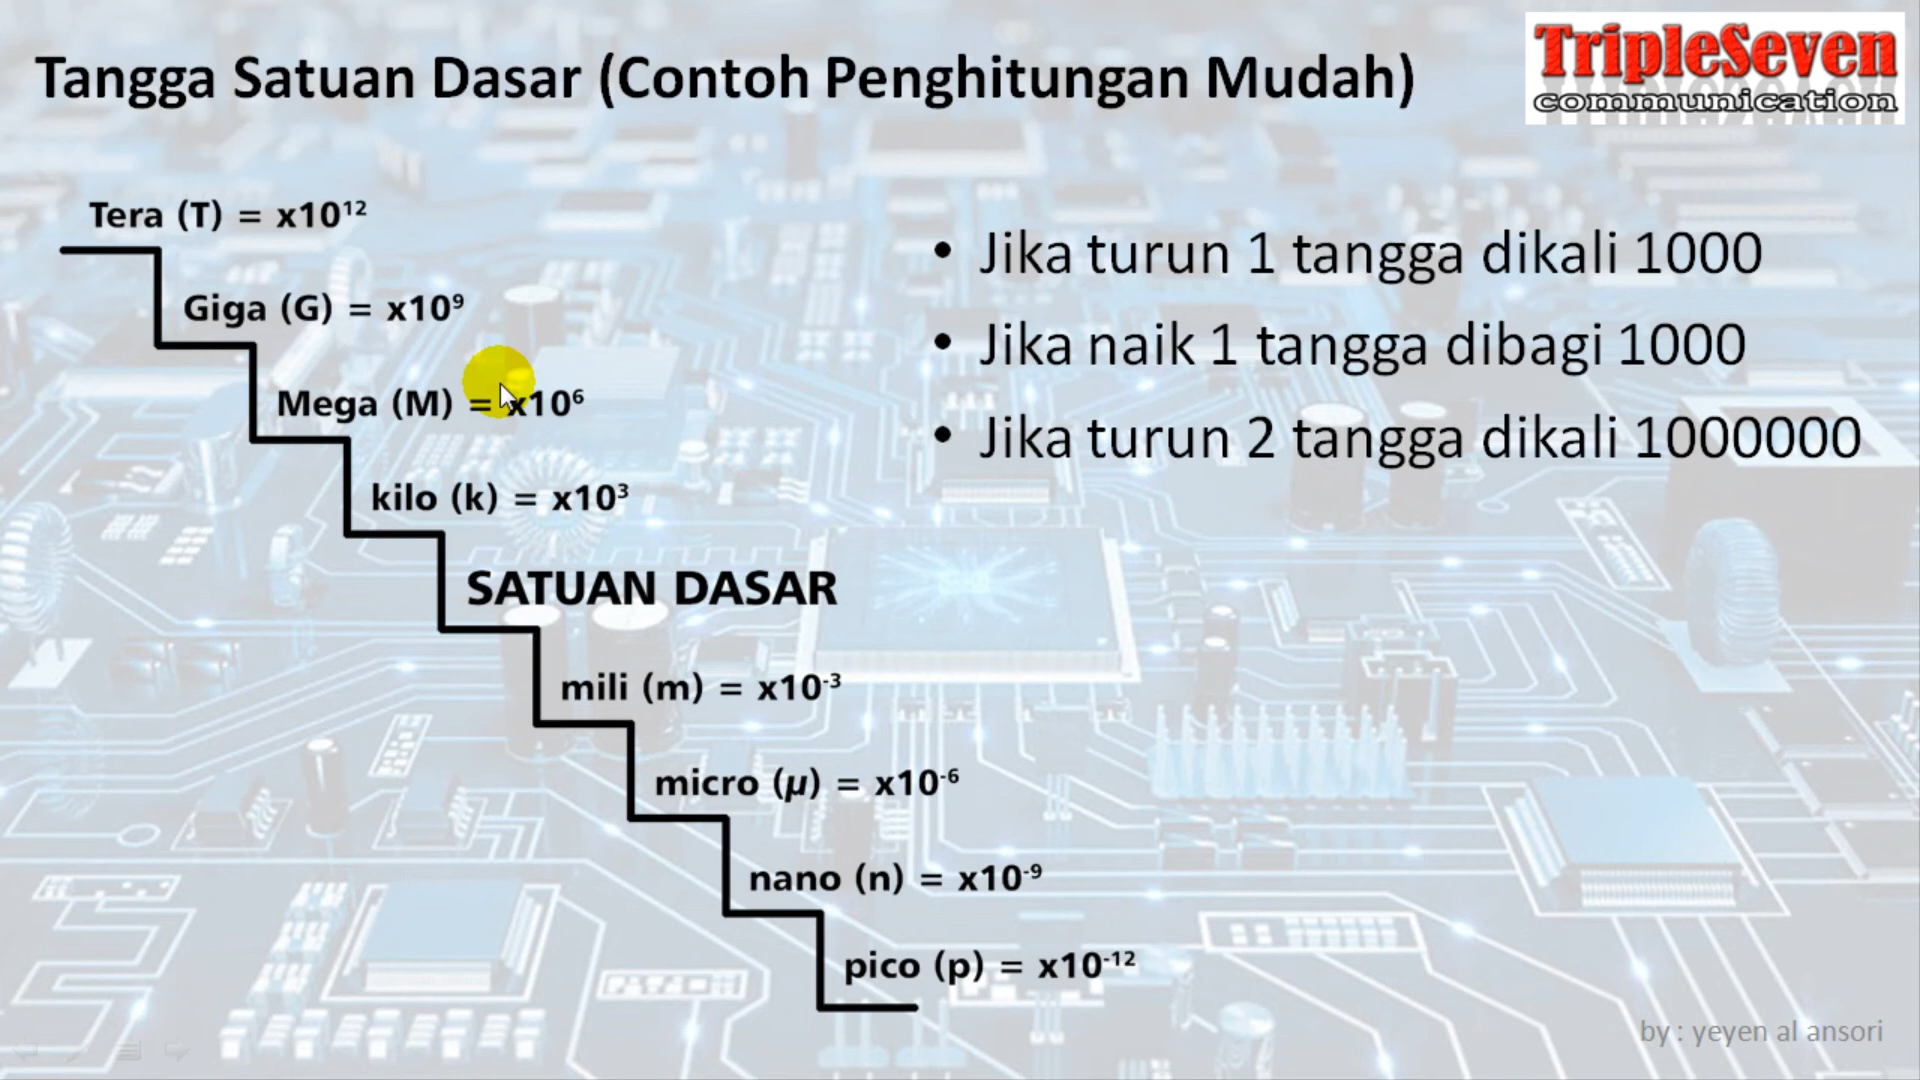 Tangga Satuan Dasar (Contoh Penghitungan Mudah)
TripleSeven
communication
Tera (T) = x10¹²
Giga (G) = x10⁹
Mega (M) = x10⁶
kilo (k) = x10³
SATUAN DASAR
mili (m) = x10⁻³
micro (µ) = x10⁻⁶
nano (n) = x10⁻⁹
pico (p) = x10⁻¹²
• Jika turun 1 tangga dikali 1000
• Jika naik 1 tangga dibagi 1000
• Jika turun 2 tangga dikali 1000000
by : yeyen al ansori